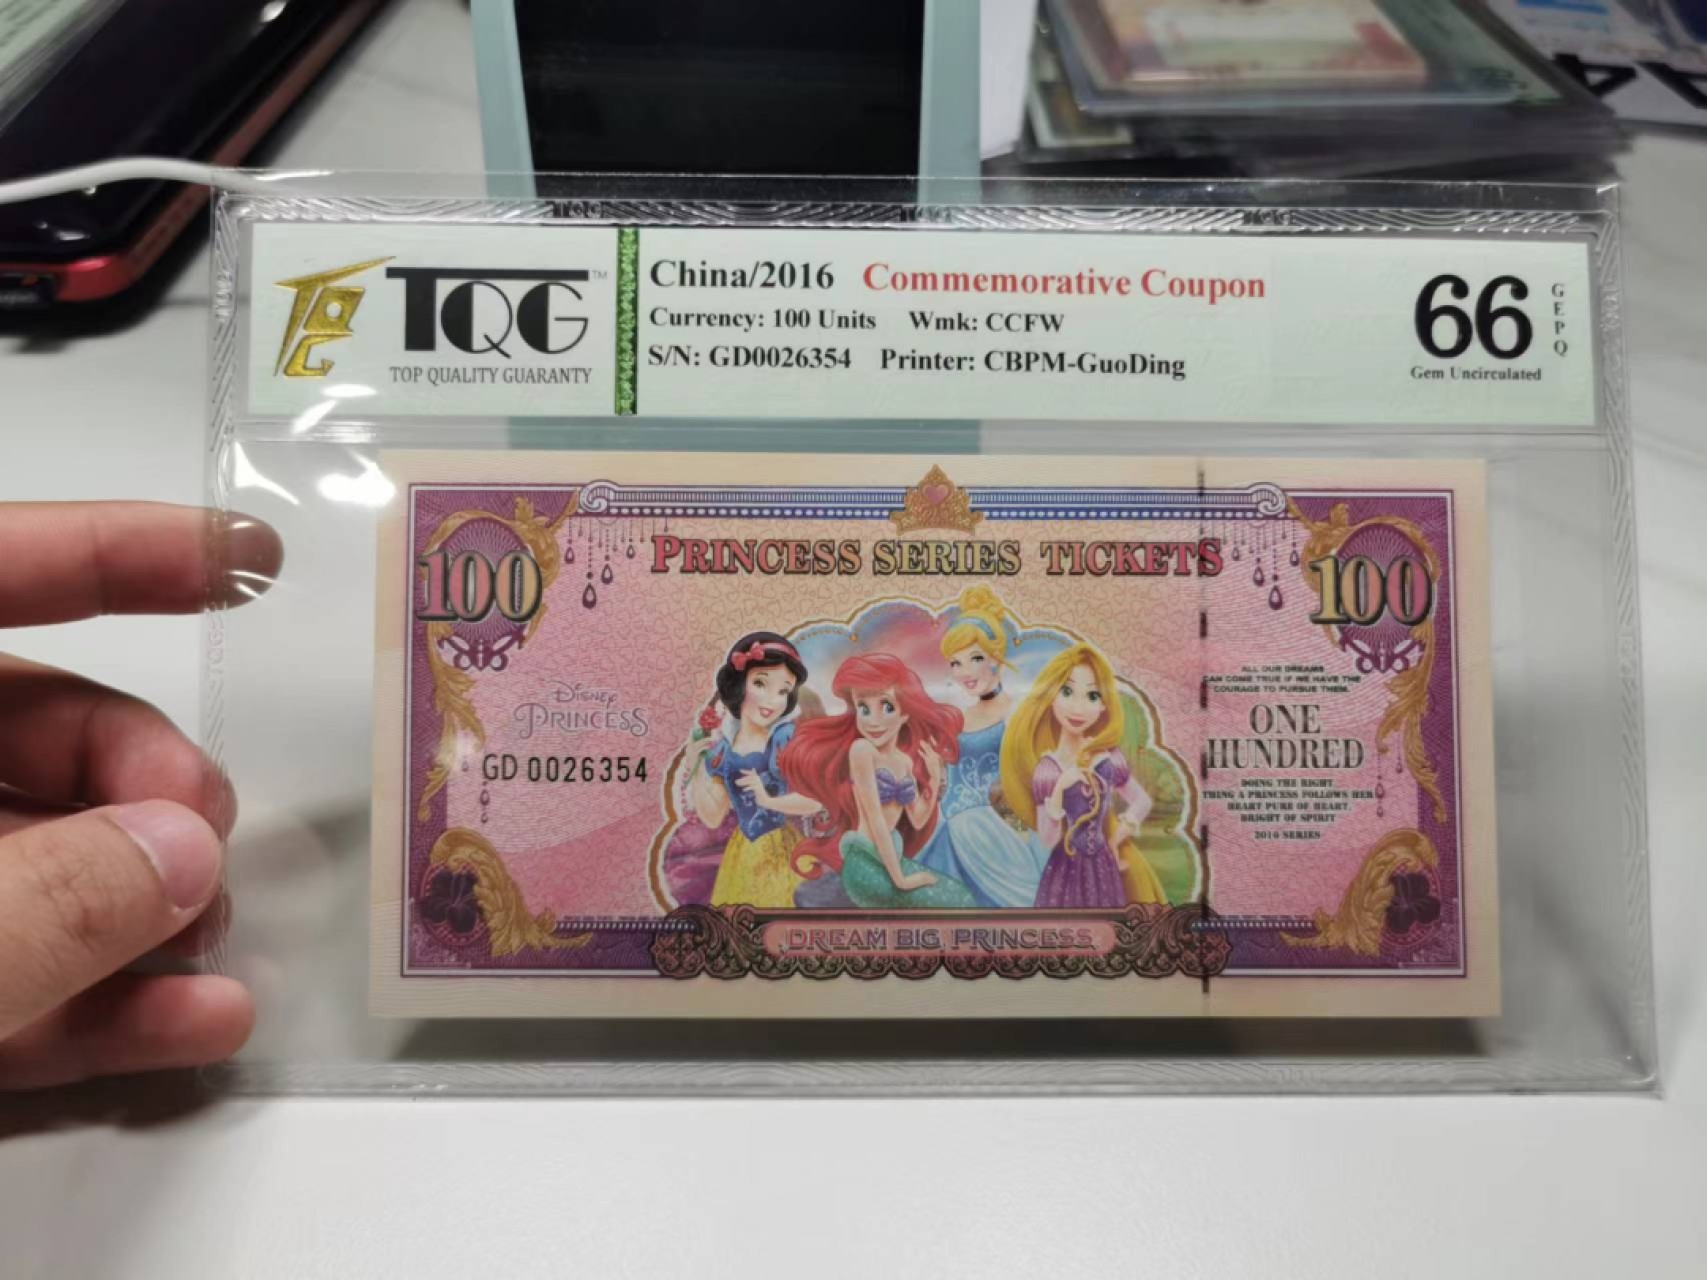 TQG TQG TQG
TQG™
TOP QUALITY GUARANTY
China/2016 Commemorative Coupon
Currency: 100 Units Wmk: CCFW
S/N: GD0026354 Printer: CBPM-GuoDing
66
GEPQ
Gem Uncirculated
PRINCESS SERIES TICKETS
100
100
Disney
PRINCESS
GD 0026354
ALL OUR DREAMS
CAN COME TRUE IF WE HAVE THE
COURAGE TO PURSUE THEM.
ONE
HUNDRED
DOING THE RIGHT
THING A PRINCESS FOLLOWS HER
HEART PURE OF HEART,
BRIGHT OF SPIRIT
2016 SERIES
DREAM BIG, PRINCESS